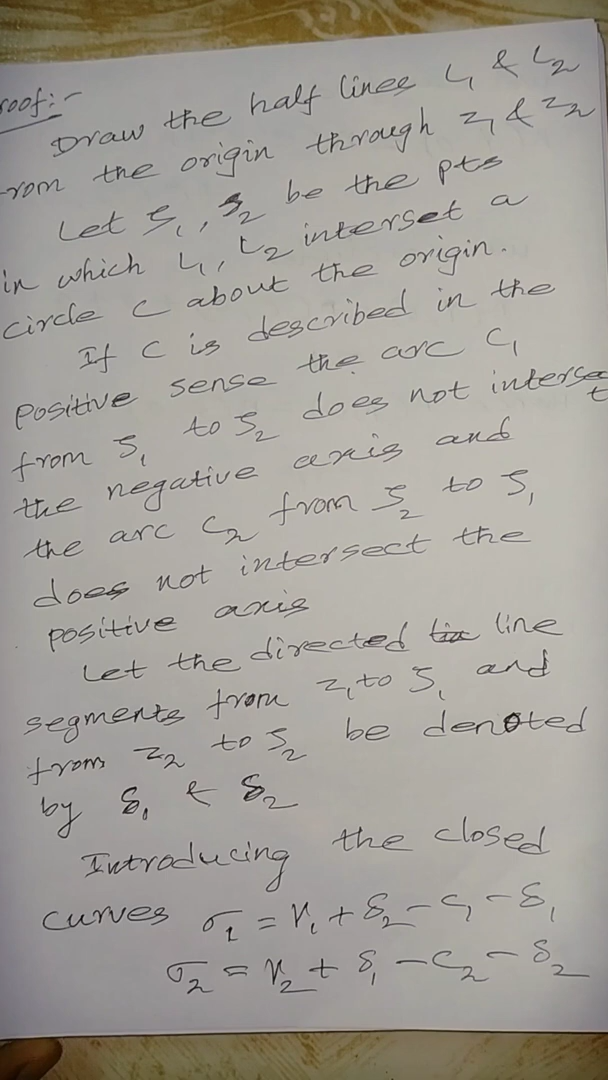 roof:-
Draw the half lines L₁ & L₂
rom the origin through z₁ & z₂
Let ζ₁, ζ₂ be the pts
in which L₁, L₂ interset a
circle C about the origin.
If C is described in the
positive sense the arc C₁
from ζ₁ to ζ₂ does not intersect
the negative axis and
the arc C₂ from ζ₂ to ζ₁
does not intersect the
positive axis
Let the directed line
segments from z₁ to ζ₁ and
from z₂ to ζ₂ be denoted
by δ₁ & δ₂
Introducing the closed
curves σ₁ = γ₁ + δ₂ - C₁ - δ₁
σ₂ = γ₂ + δ₁ - C₂ - δ₂